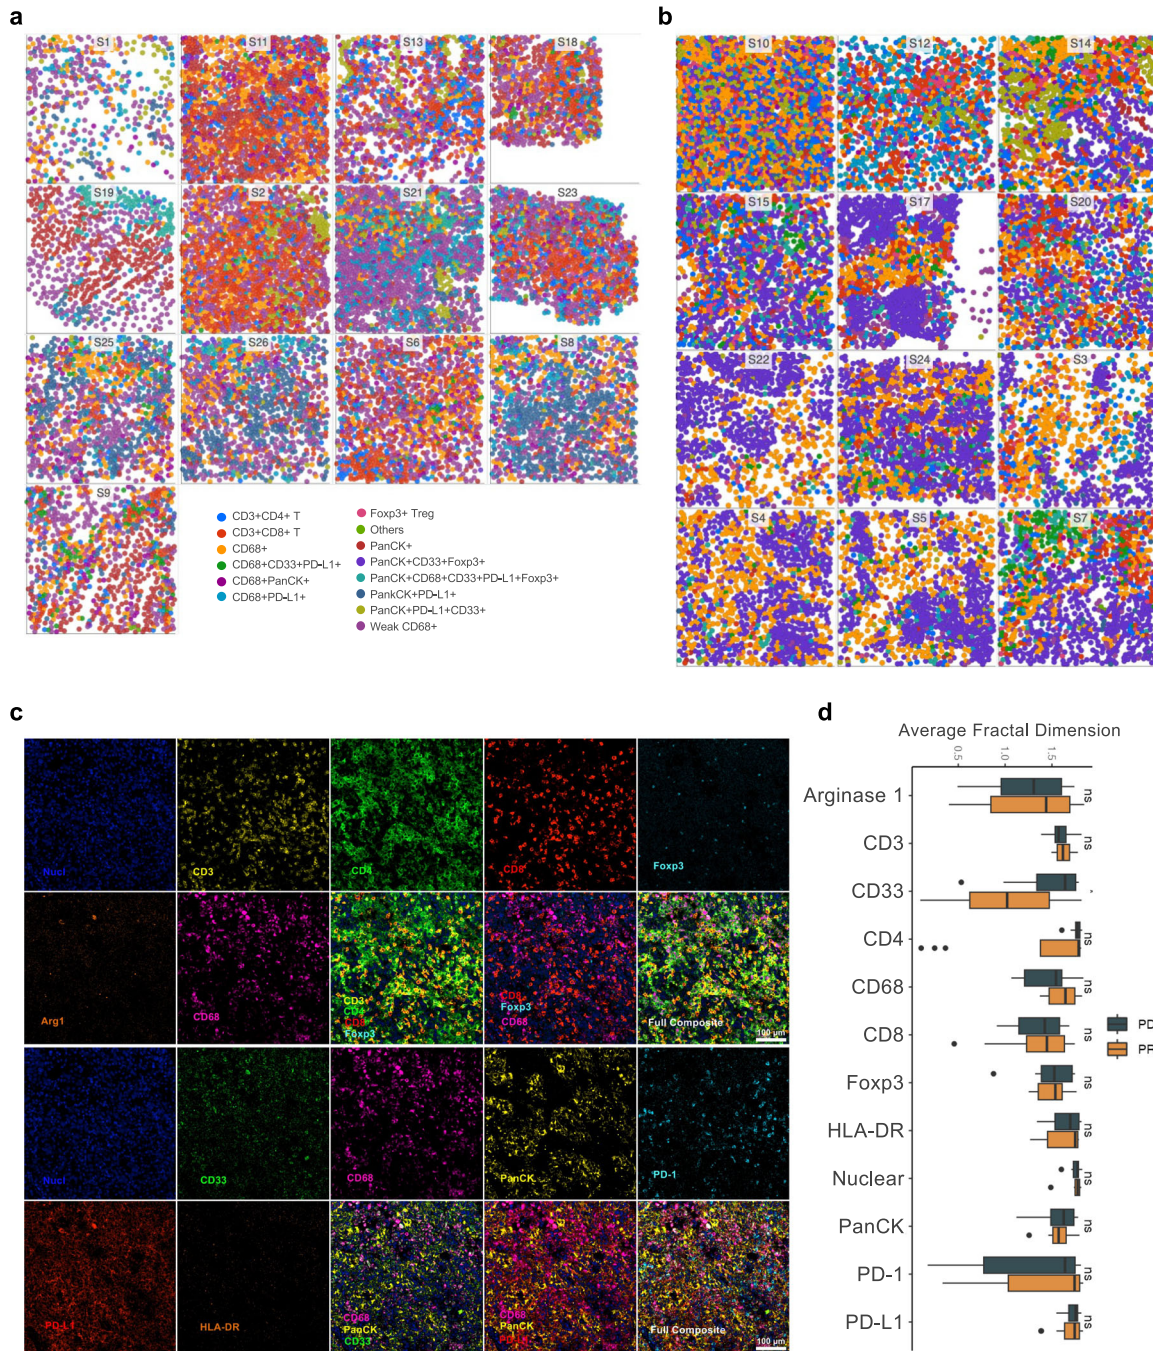 a
S1
S11
S13
S18
S19
S2
S21
S23
S25
S26
S6
S8
S9
CD3+CD4+ T
CD3+CD8+ T
CD68+
CD68+CD33+PD-L1+
CD68+PanCK+
CD68+PD-L1+
Foxp3+ Treg
Others
PanCK+
PanCK+CD33+Foxp3+
PanCK+CD68+CD33+PD-L1+Foxp3+
PankCK+PD-L1+
PanCK+PD-L1+CD33+
Weak CD68+
b
S10
S12
S14
S15
S17
S20
S22
S24
S3
S4
S5
S7
c
Nucl
CD3
CD4
CD8
Foxp3
Arg1
CD68
CD3
CD4
CD8
Foxp3
CD8
Foxp3
CD68
Full Composite
100 µm
Nucl
CD33
CD68
PanCK
PD-1
PD-L1
HLA-DR
CD68
PanCK
CD33
CD68
PanCK
PD-L1
Full Composite
100 µm
d
Average Fractal Dimension
0.5
1.0
1.5
Arginase 1
ns
CD3
ns
CD33
CD4
ns
CD68
ns
CD8
ns
Foxp3
ns
HLA-DR
ns
Nuclear
ns
PanCK
ns
PD-1
ns
PD-L1
ns
PD
PR